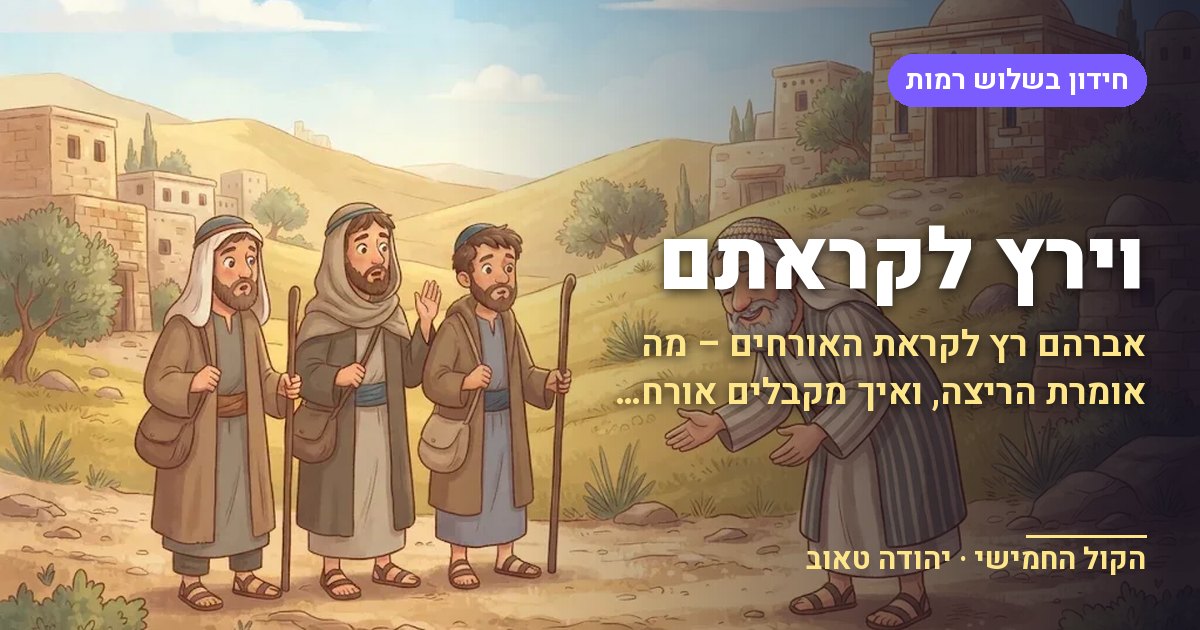 חידון בשלוש רמות
וירץ לקראתם
אברהם רץ לקראת האורחים – מה
אומרת הריצה, ואיך מקבלים אורח...
הקול החמישי · יהודה טאוב